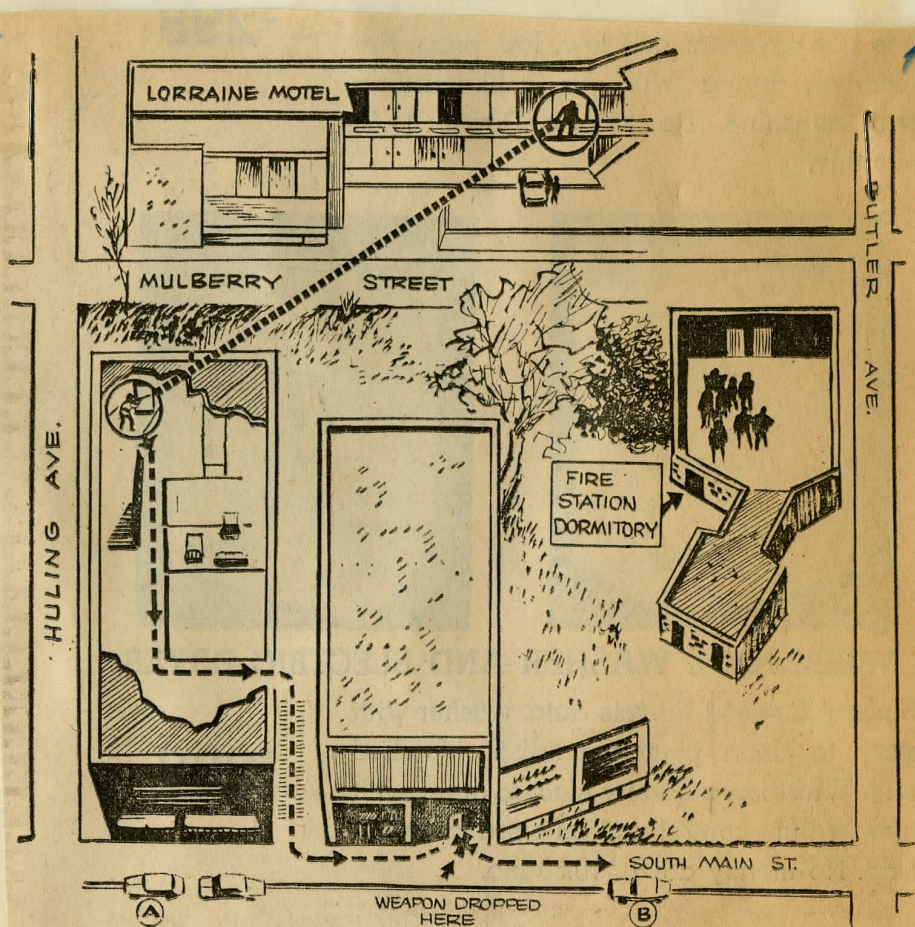 LORRAINE MOTEL
MULBERRY STREET
BUTLER AVE.
HULING AVE.
FIRE
STATION
DORMITORY
SOUTH MAIN ST.
WEAPON DROPPED
HERE
A
B